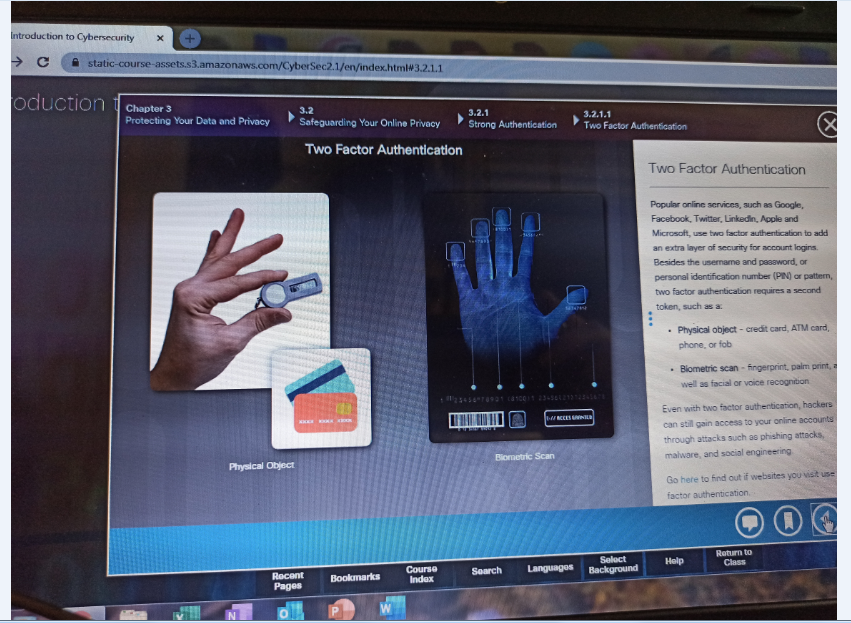 Introduction to Cybersecurity
static-course-assets.s3.amazonaws.com/CyberSec2.1/en/index.html#3.2.1.1
roduction t
Chapter 3
Protecting Your Data and Privacy
3.2
Safeguarding Your Online Privacy
3.2.1
Strong Authentication
3.2.1.1
Two Factor Authentication
Two Factor Authentication
Physical Object
Biometric Scan
Two Factor Authentication
Popular online services, such as Google,
Facebook, Twitter, LinkedIn, Apple and
Microsoft, use two factor authentication to add
an extra layer of security for account logins.
Besides the username and password, or
personal identification number (PIN) or pattern,
two factor authentication requires a second
token, such as a:
• Physical object - credit card, ATM card,
phone, or fob
• Biometric scan - fingerprint, palm print, a
well as facial or voice recognition
Even with two factor authentication, hackers
can still gain access to your online accounts
through attacks such as phishing attacks,
malware, and social engineering.
Go here to find out if websites you visit use
factor authentication.
Recent
Pages
Bookmarks
Course
Index
Search
Languages
Select
Background
Help
Return to
Class
N
O
P
W